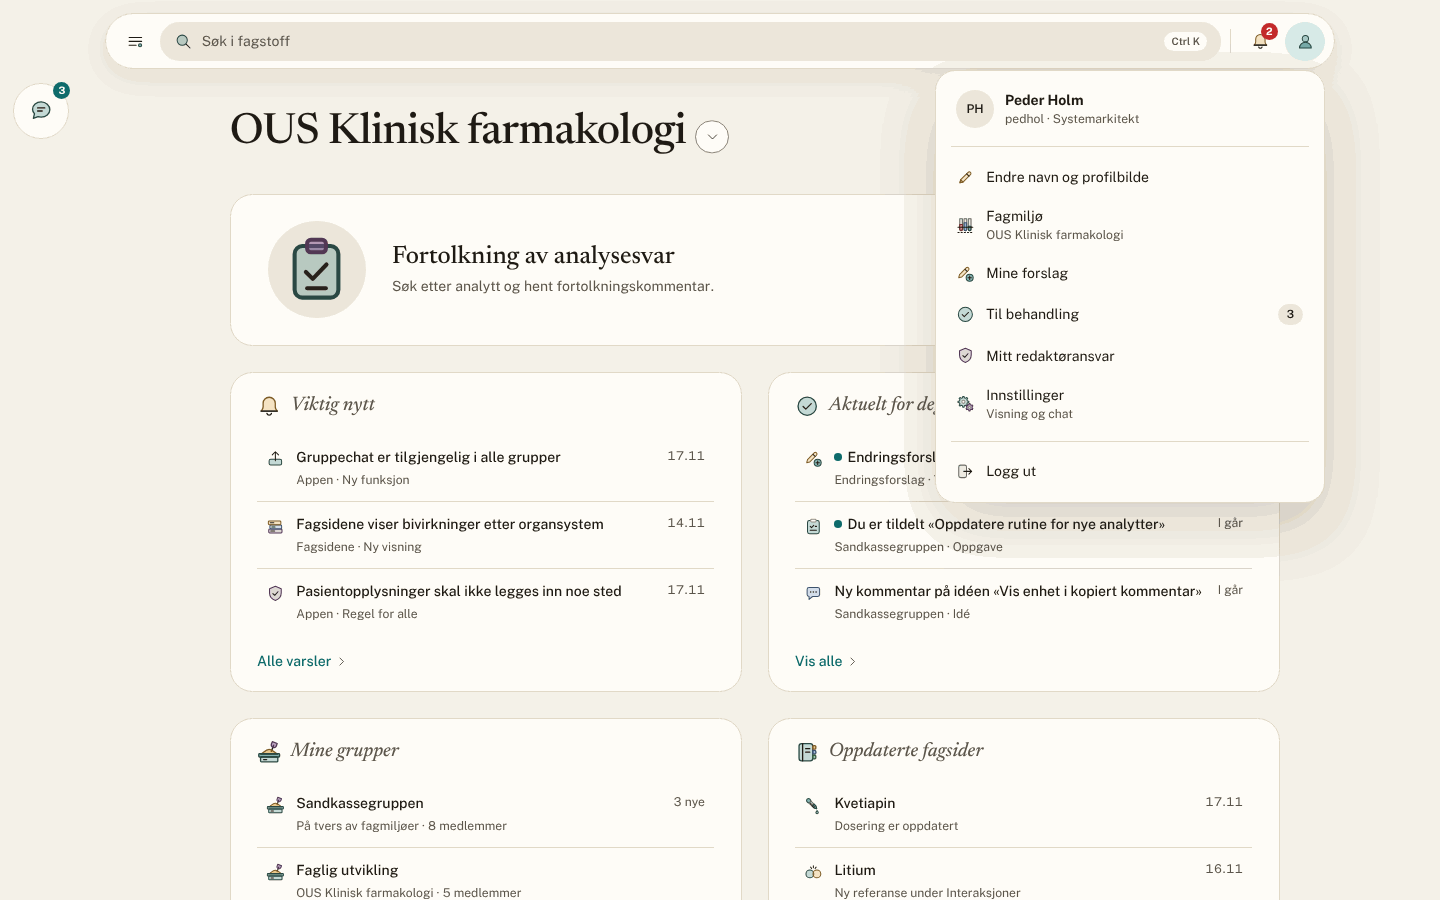 Søk i fagstoff
Ctrl K
2
3
OUS Klinisk farmakologi
PH
Peder Holm
pedhol · Systemarkitekt
Endre navn og profilbilde
Fagmiljø
OUS Klinisk farmakologi
Mine forslag
Til behandling
3
Mitt redaktøransvar
Innstillinger
Visning og chat
Logg ut
Fortolkning av analysesvar
Søk etter analytt og hent fortolkningskommentar.
Viktig nytt
Gruppechat er tilgjengelig i alle grupper
17.11
Appen · Ny funksjon
Fagsidene viser bivirkninger etter organsystem
14.11
Fagsidene · Ny visning
Pasientopplysninger skal ikke legges inn noe sted
17.11
Appen · Regel for alle
Alle varsler
Aktuelt for de
Endringsforsl
Endringsforslag ·
Du er tildelt «Oppdatere rutine for nye analytter»
I går
Sandkassegruppen · Oppgave
Ny kommentar på idéen «Vis enhet i kopiert kommentar»
I går
Sandkassegruppen · Idé
Vis alle
Mine grupper
Sandkassegruppen
3 nye
På tvers av fagmiljøer · 8 medlemmer
Faglig utvikling
OUS Klinisk farmakologi · 5 medlemmer
Oppdaterte fagsider
Kvetiapin
17.11
Dosering er oppdatert
Litium
16.11
Ny referanse under Interaksjoner